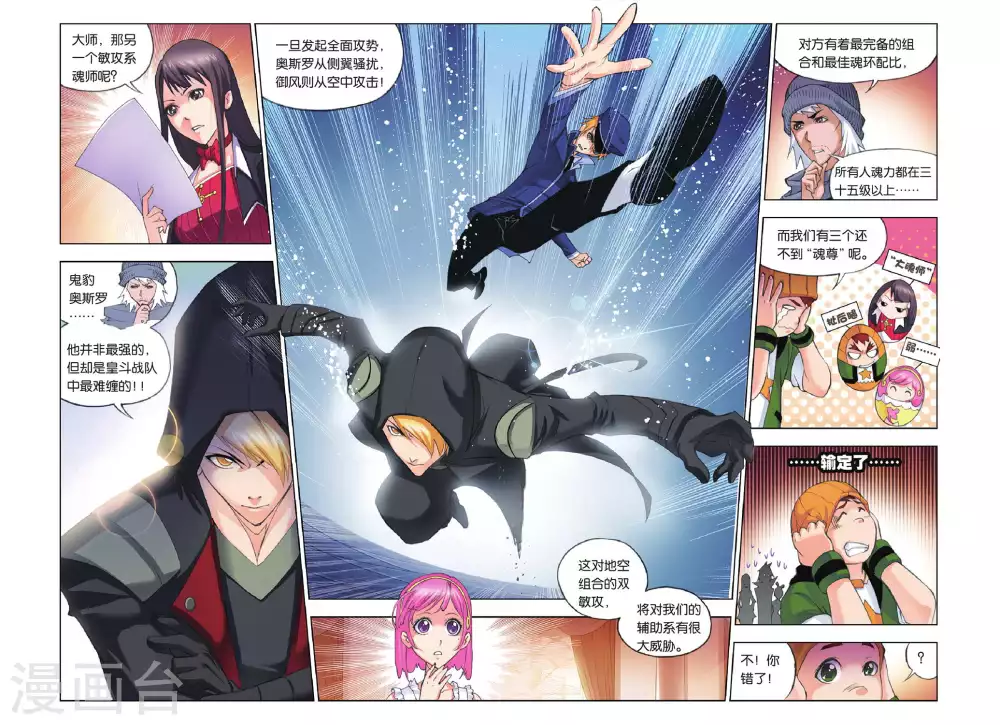 大师，那另
一个敏攻系
魂师呢？
鬼豹
奥斯罗
……
他并非最强的，
但却是皇斗战队
中最难缠的！！
一旦发起全面攻势，
奥斯罗从侧翼骚扰，
御风则从空中攻击！
这对地空
组合的双
敏攻，
将对我们的
辅助系有很
大威胁。
对方有着最完备的组
合和最佳魂环配比，
所有人魂力都在三
十五级以上……
而我们有三个还
不到“魂尊”呢。
“大魂师”
扯后腿
弱……
……输定了……
不！你
错了！
？
漫画台